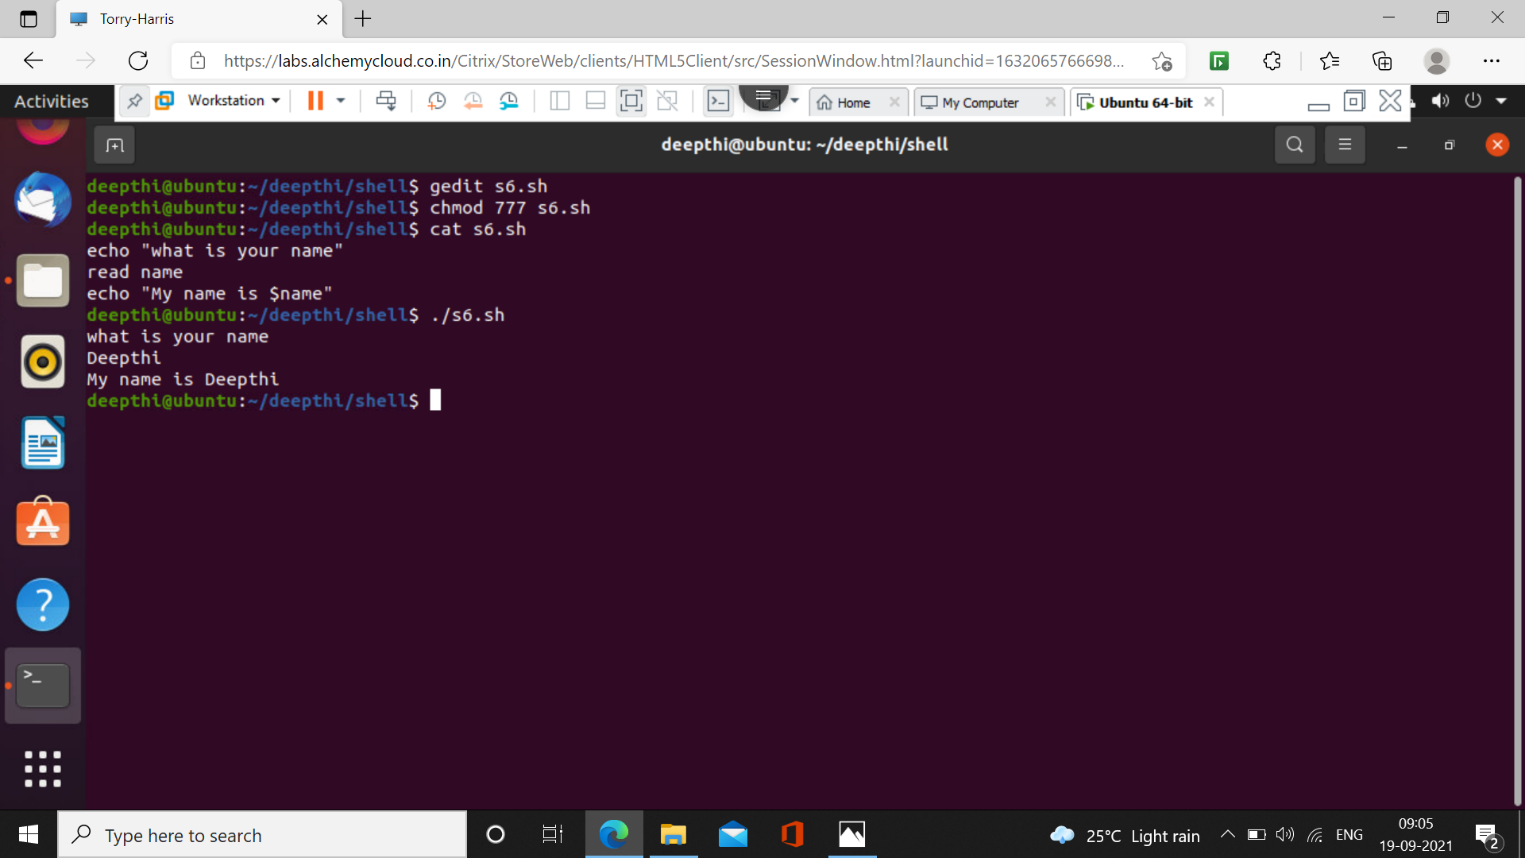 Torry-Harris
https://labs.alchemycloud.co.in/Citrix/StoreWeb/clients/HTML5Client/src/SessionWindow.html?launchid=1632065766698...
Activities
Workstation
Home
My Computer
Ubuntu 64-bit
deepthi@ubuntu: ~/deepthi/shell
deepthi@ubuntu:~/deepthi/shell$ gedit s6.sh
deepthi@ubuntu:~/deepthi/shell$ chmod 777 s6.sh
deepthi@ubuntu:~/deepthi/shell$ cat s6.sh
echo "what is your name"
read name
echo "My name is $name"
deepthi@ubuntu:~/deepthi/shell$ ./s6.sh
what is your name
Deepthi
My name is Deepthi
deepthi@ubuntu:~/deepthi/shell$
Type here to search
25°C Light rain
ENG
09:05
19-09-2021
2